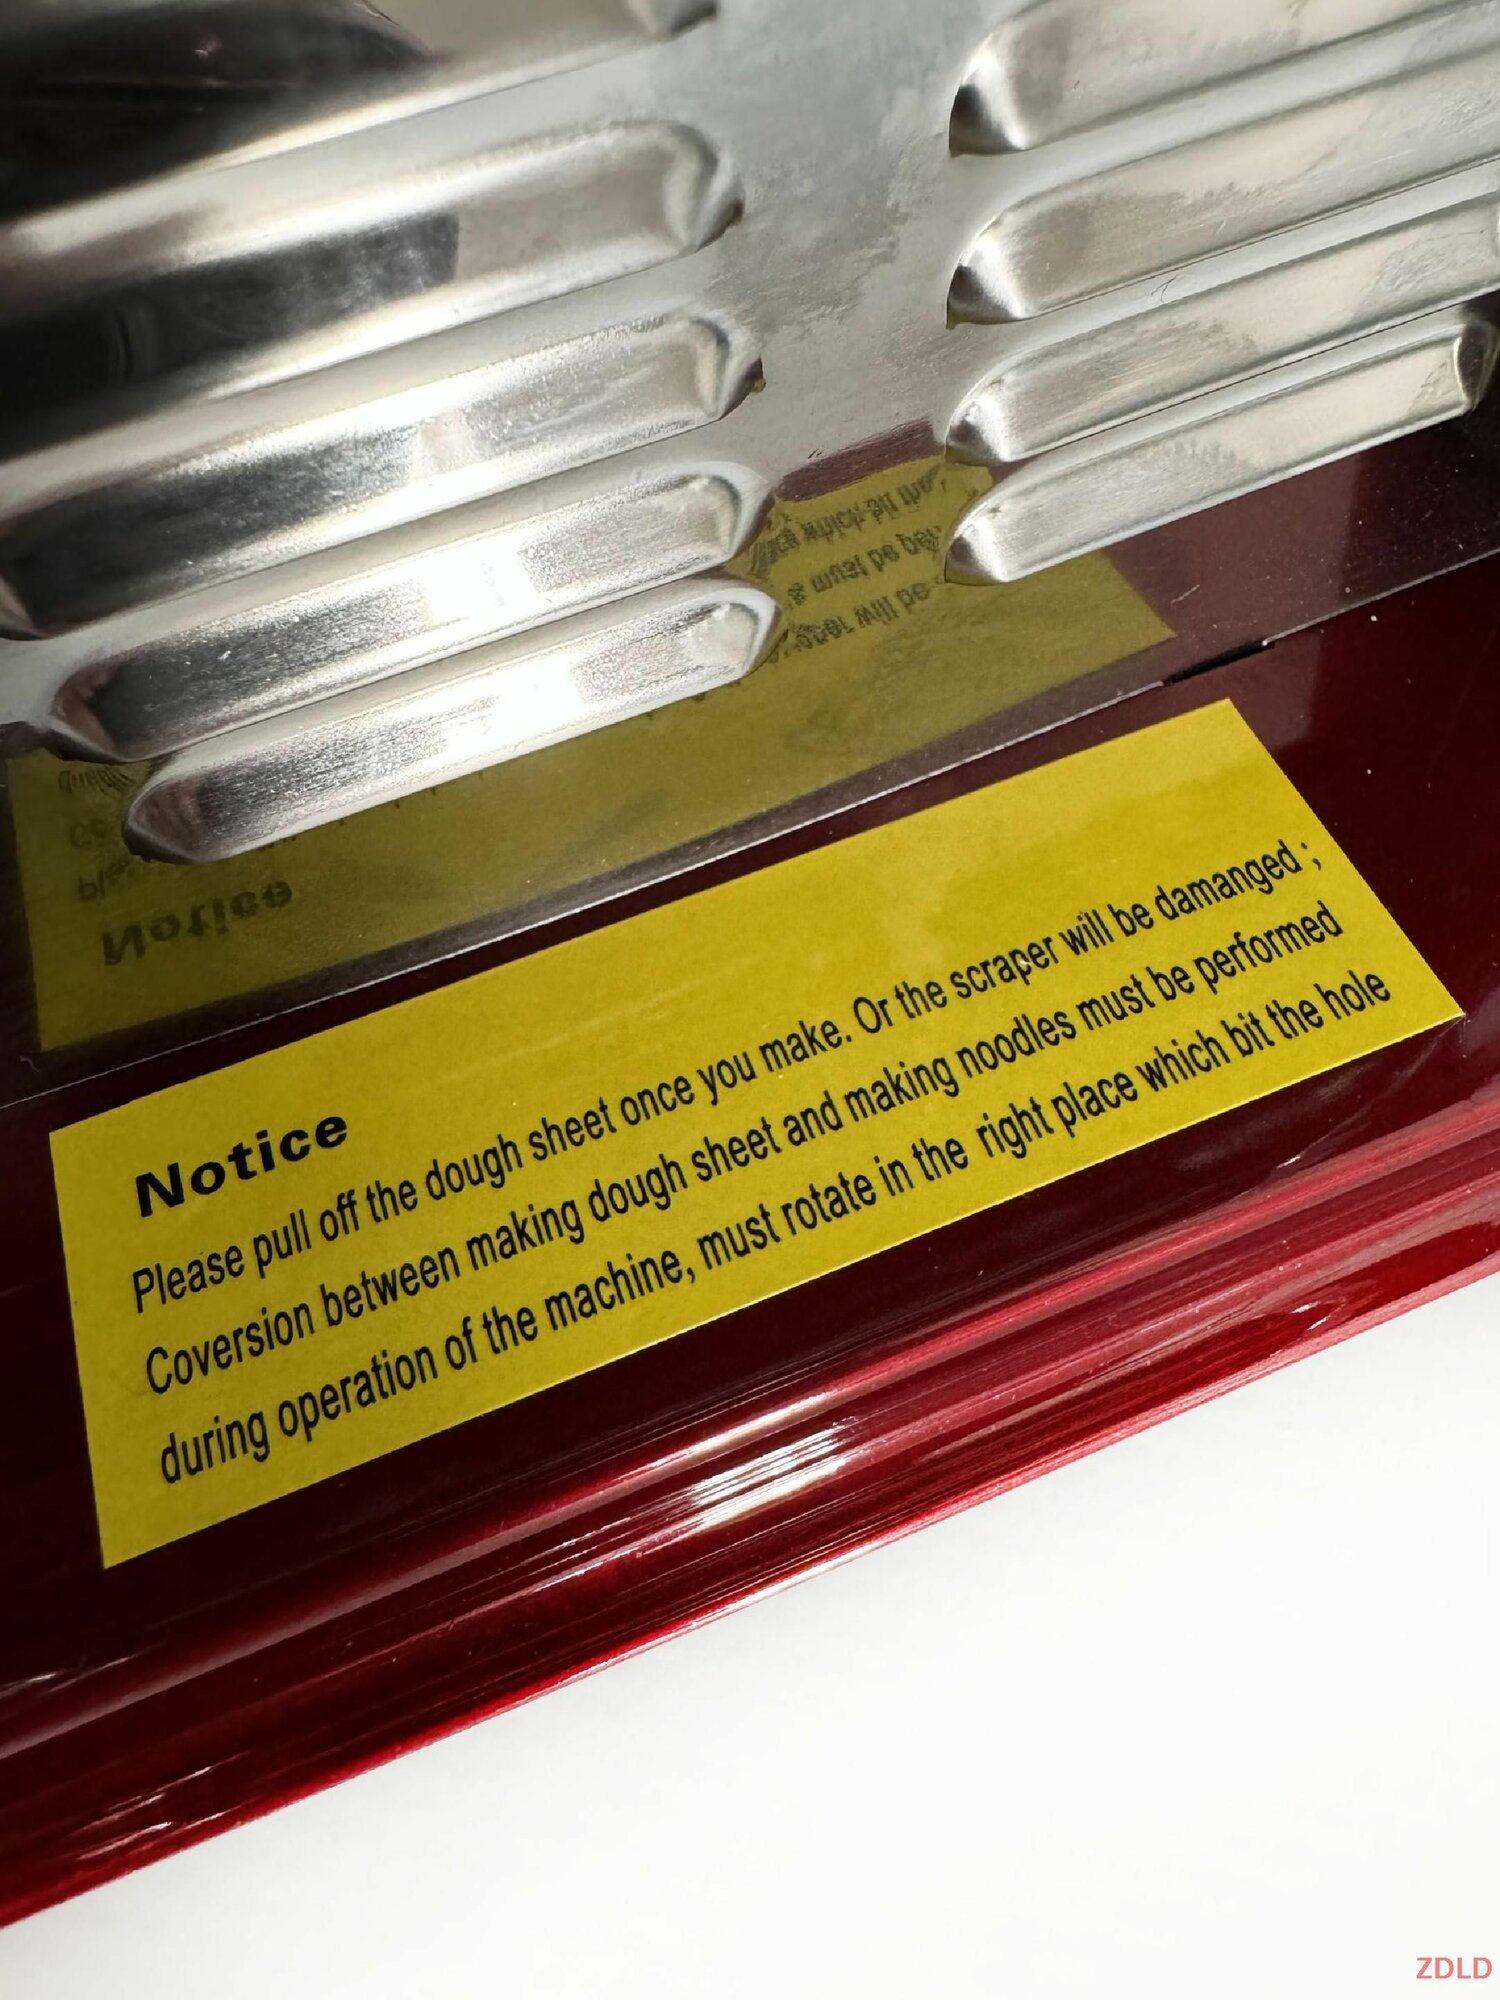 Notice
Please pull off the dough sheet once you make. Or the scraper will be damanged ;
Coversion between making dough sheet and making noodles must be performed
during operation of the machine, must rotate in the right place which bit the hole
ZDLD